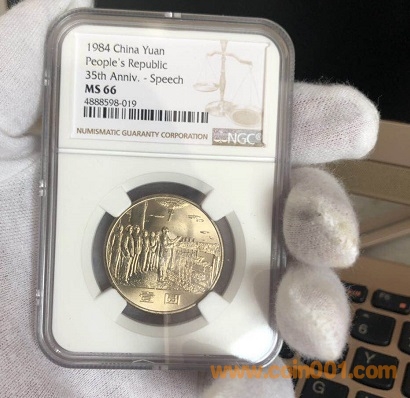 1984 China Yuan
People's Republic
35th Anniv. - Speech
MS 66
4888598-019
NUMISMATIC GUARANTY CORPORATION
NGC
壹圆
www.coin001.com